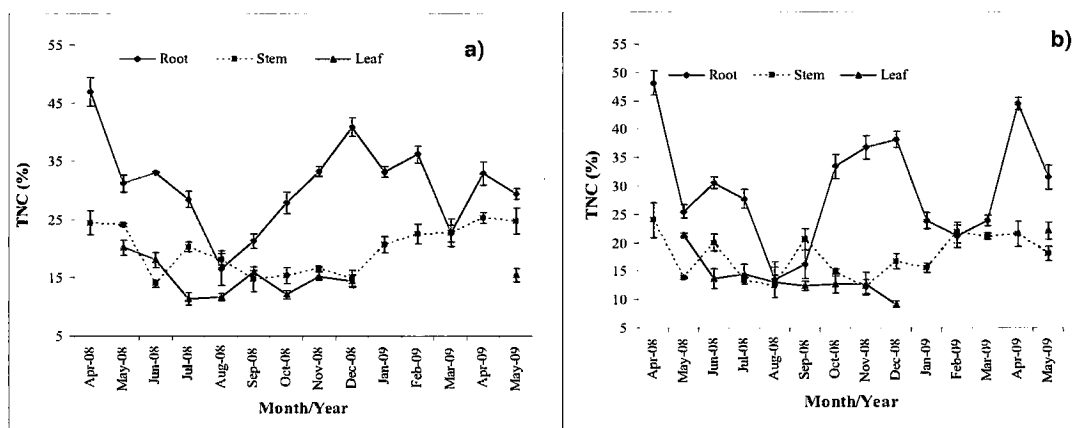 a)
Root Stem Leaf
55
45
35
25
15
5
TNC (%)
Apr-08 May-08 Jun-08 Jul-08 Aug-08 Sep-08 Oct-08 Nov-08 Dec-08 Jan-09 Feb-09 Mar-09 Apr-09 May-09
Month/Year
b)
Root Stem Leaf
55
50
45
40
35
30
25
20
15
10
5
TNC (%)
Apr-08 May-08 Jun-08 Jul-08 Aug-08 Sep-08 Oct-08 Nov-08 Dec-08 Jan-09 Feb-09 Mar-09 Apr-09 May-09
Month/Year